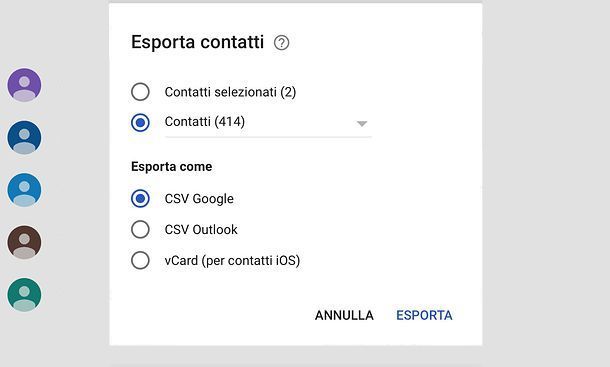 Esporta contatti
Contatti selezionati (2)
Contatti (414)
Esporta come
CSV Google
CSV Outlook
vCard (per contatti iOS)
ANNULLA ESPORTA